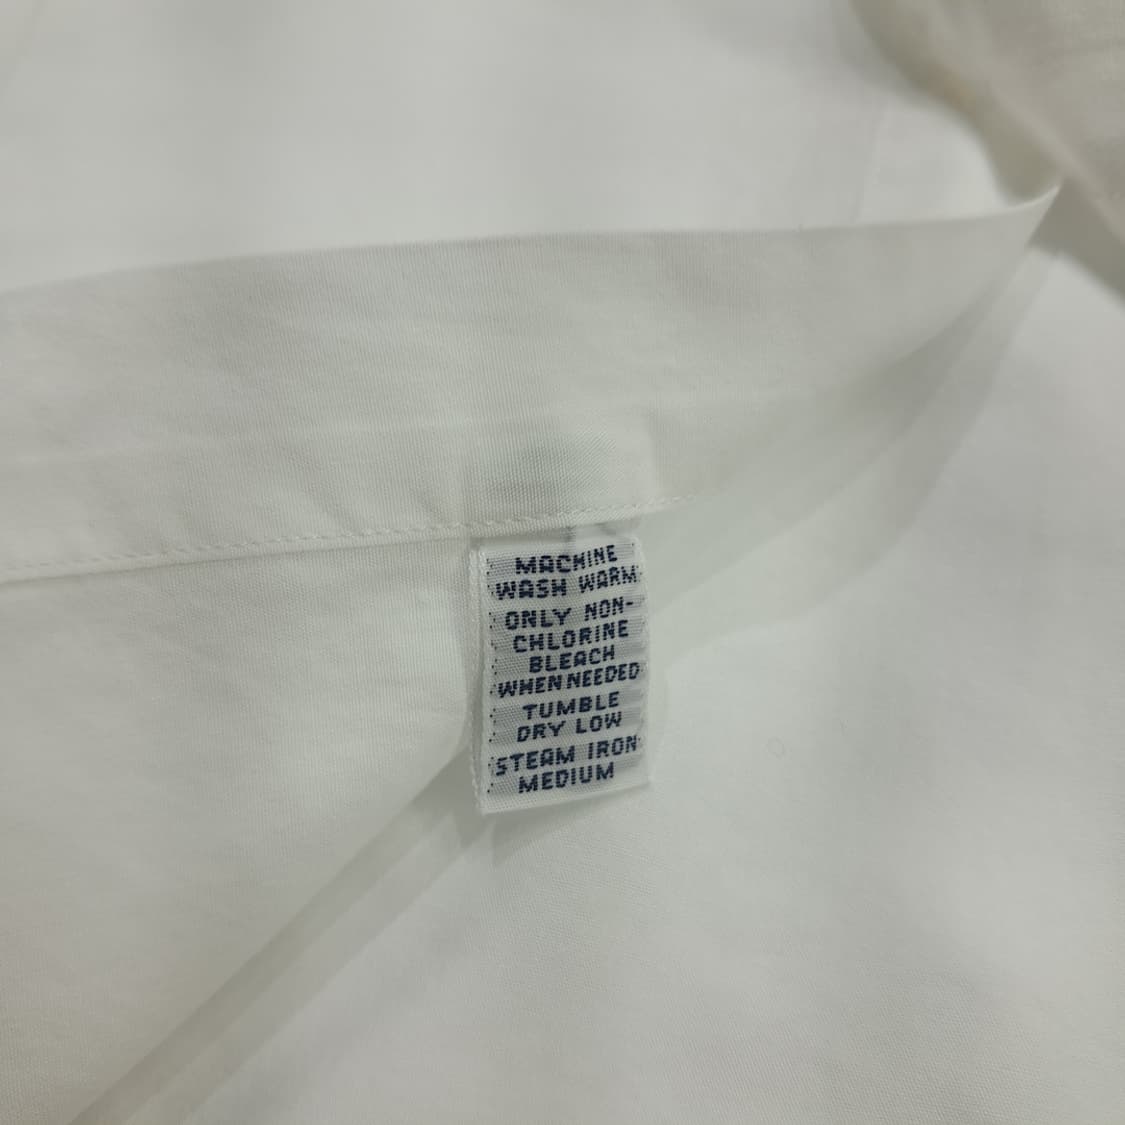 MACHINE
WASH WARM
ONLY NON-
CHLORINE
BLEACH
WHEN NEEDED
TUMBLE
DRY LOW
STEAM IRON
MEDIUM